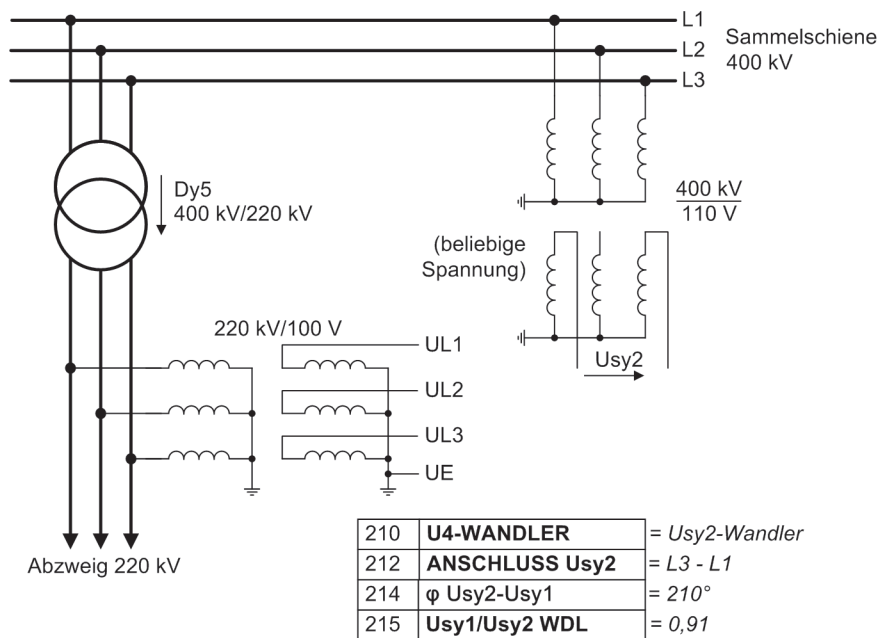 L1
L2
L3
Sammelschiene
400 kV
Dy5
400 kV/220 kV
400 kV
110 V
(beliebige
Spannung)
Usy2
220 kV/100 V
UL1
UL2
UL3
UE
Abzweig 220 kV
210 U4-WANDLER = Usy2-Wandler
212 ANSCHLUSS Usy2 = L3 - L1
214 φ Usy2-Usy1 = 210°
215 Usy1/Usy2 WDL = 0,91